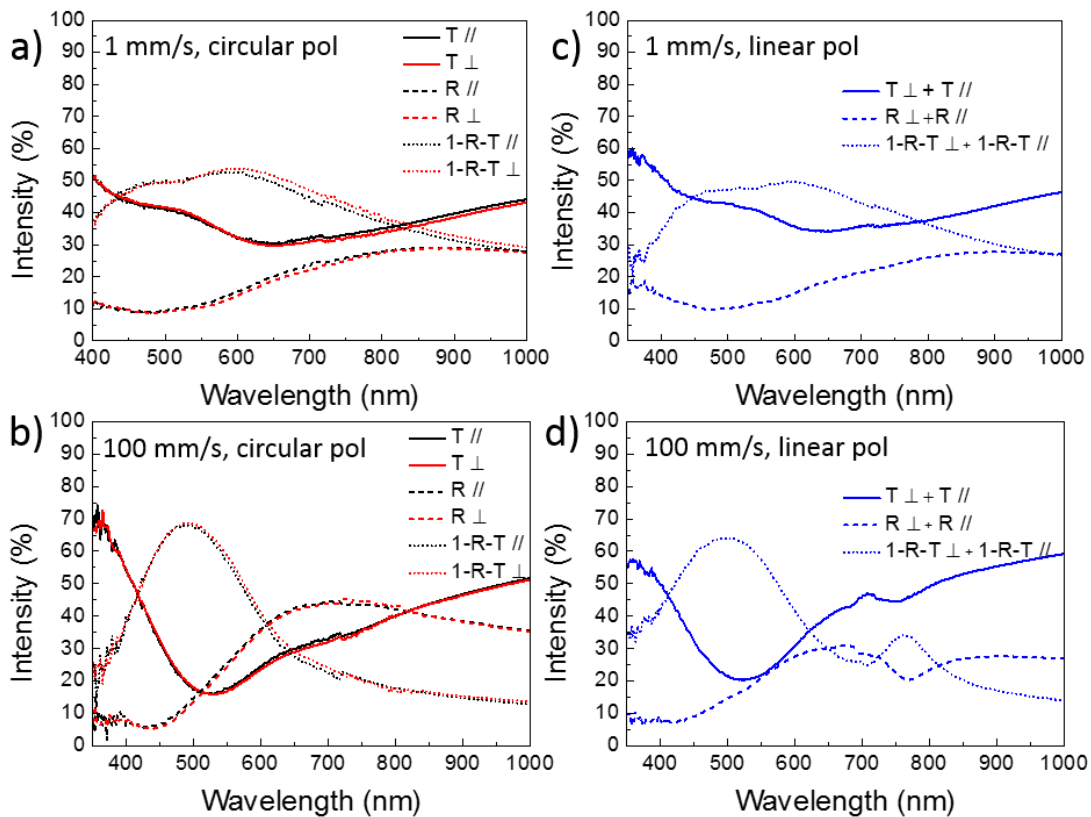 a) 1 mm/s, circular pol
T //
T ⊥
R //
R ⊥
1-R-T //
1-R-T ⊥
100
90
80
70
60
50
40
30
20
10
0
Intensity (%)
400 500 600 700 800 900 1000
Wavelength (nm)
c) 1 mm/s, linear pol
T ⊥ + T //
R ⊥+R //
1-R-T ⊥ + 1-R-T //
100
90
80
70
60
50
40
30
20
10
0
Intensity (%)
400 500 600 700 800 900 1000
Wavelength (nm)
b) 100 mm/s, circular pol
T //
T ⊥
R //
R ⊥
1-R-T //
1-R-T ⊥
100
90
80
70
60
50
40
30
20
10
0
Intensity (%)
400 500 600 700 800 900 1000
Wavelength (nm)
d) 100 mm/s, linear pol
T ⊥ + T //
R ⊥ + R //
1-R-T ⊥ + 1-R-T //
100
90
80
70
60
50
40
30
20
10
0
Intensity (%)
400 500 600 700 800 900 1000
Wavelength (nm)